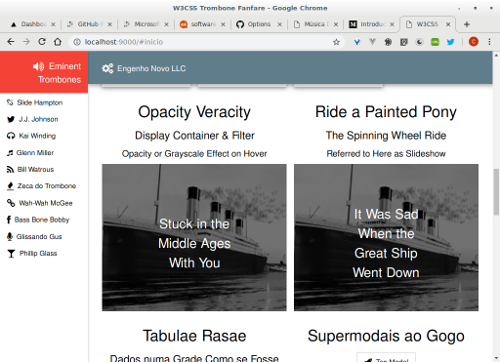 W3CSS Trombone Fanfare - Google Chrome
Dashbo
GitHub
Microsof
software
Options
Música
Introduc
W3CSS
localhost:9000/#inicio
Eminent
Trombones
Engenho Novo LLC
Slide Hampton
J.J. Johnson
Kai Winding
Glenn Miller
Bill Watrous
Zeca do Trombone
Wah-Wah McGee
Bass Bone Bobby
Glissando Gus
Phillip Glass
Opacity Veracity
Display Container & Filter
Opacity or Grayscale Effect on Hover
Stuck in the
Middle Ages
With You
Ride a Painted Pony
The Spinning Wheel Ride
Referred to Here as Slideshow
It Was Sad
When the
Great Ship
Went Down
Tabulae Rasae
Dados numa Grade Como se Fosse
Supermodais ao Gogo